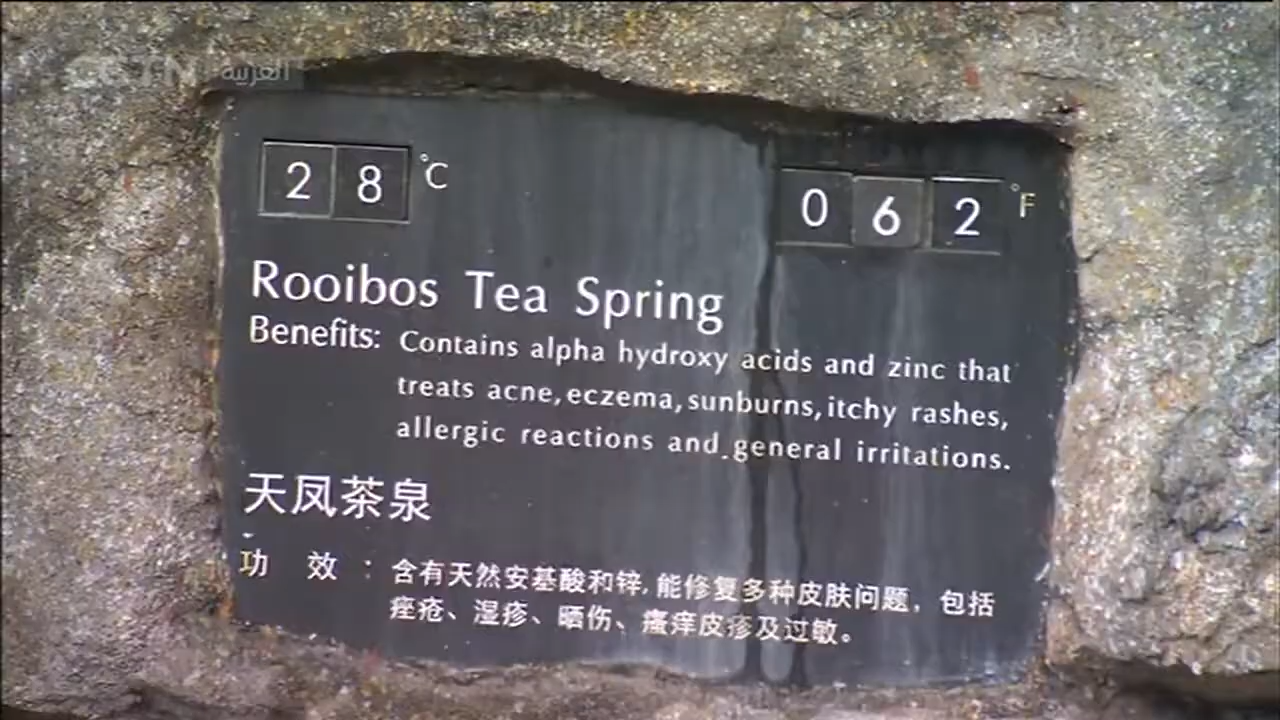 CGTN العربية
28 °C
062 °F
Rooibos Tea Spring
Benefits: Contains alpha hydroxy acids and zinc that
treats acne, eczema, sunburns, itchy rashes,
allergic reactions and general irritations.
天凤茶泉
功 效 : 含有天然安基酸和锌, 能修复多种皮肤问题, 包括
痤疮、湿疹、晒伤、瘙痒皮疹及过敏。